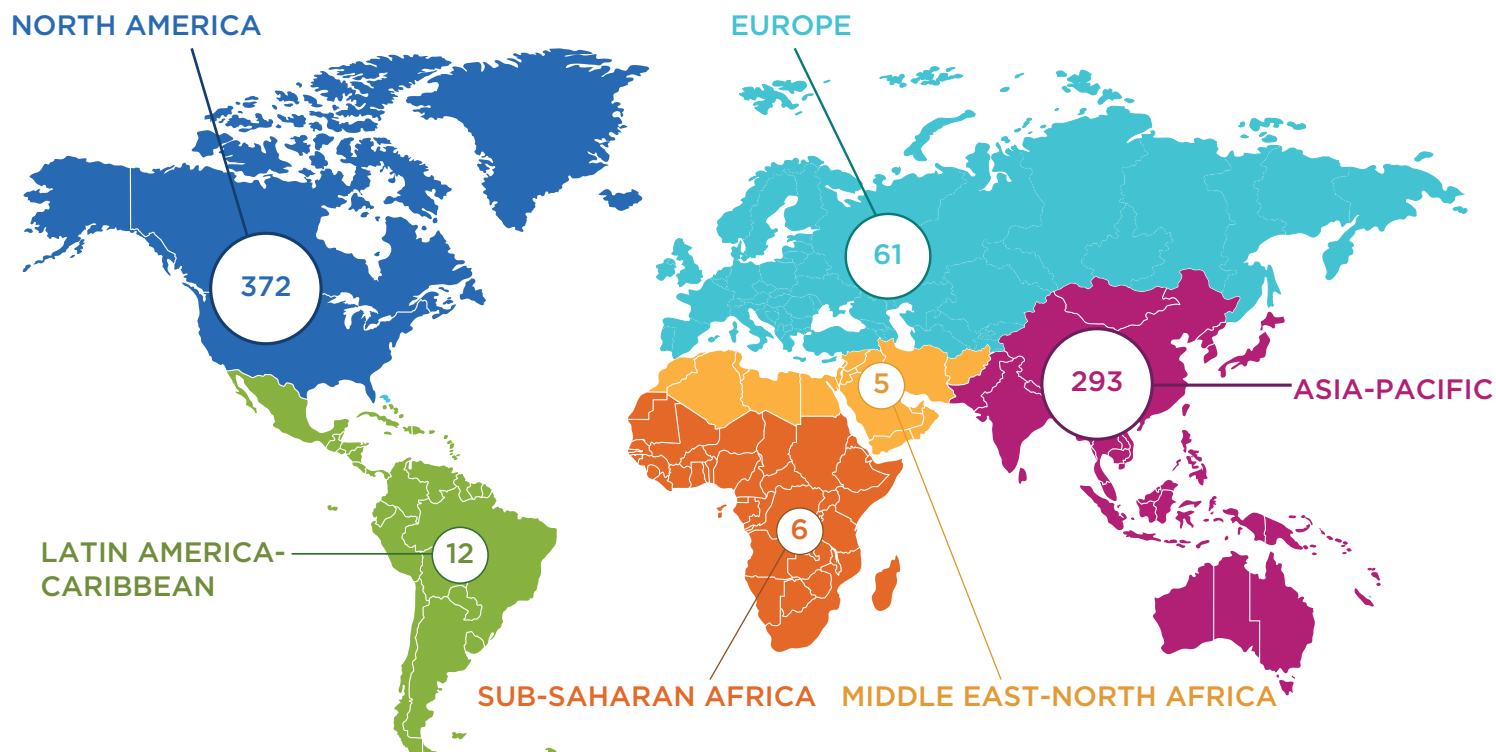 NORTH AMERICA
EUROPE
61
372
293
5
ASIA-PACIFIC
6
12
LATIN AMERICA-
CARIBBEAN
SUB-SAHARAN AFRICA
MIDDLE EAST-NORTH AFRICA